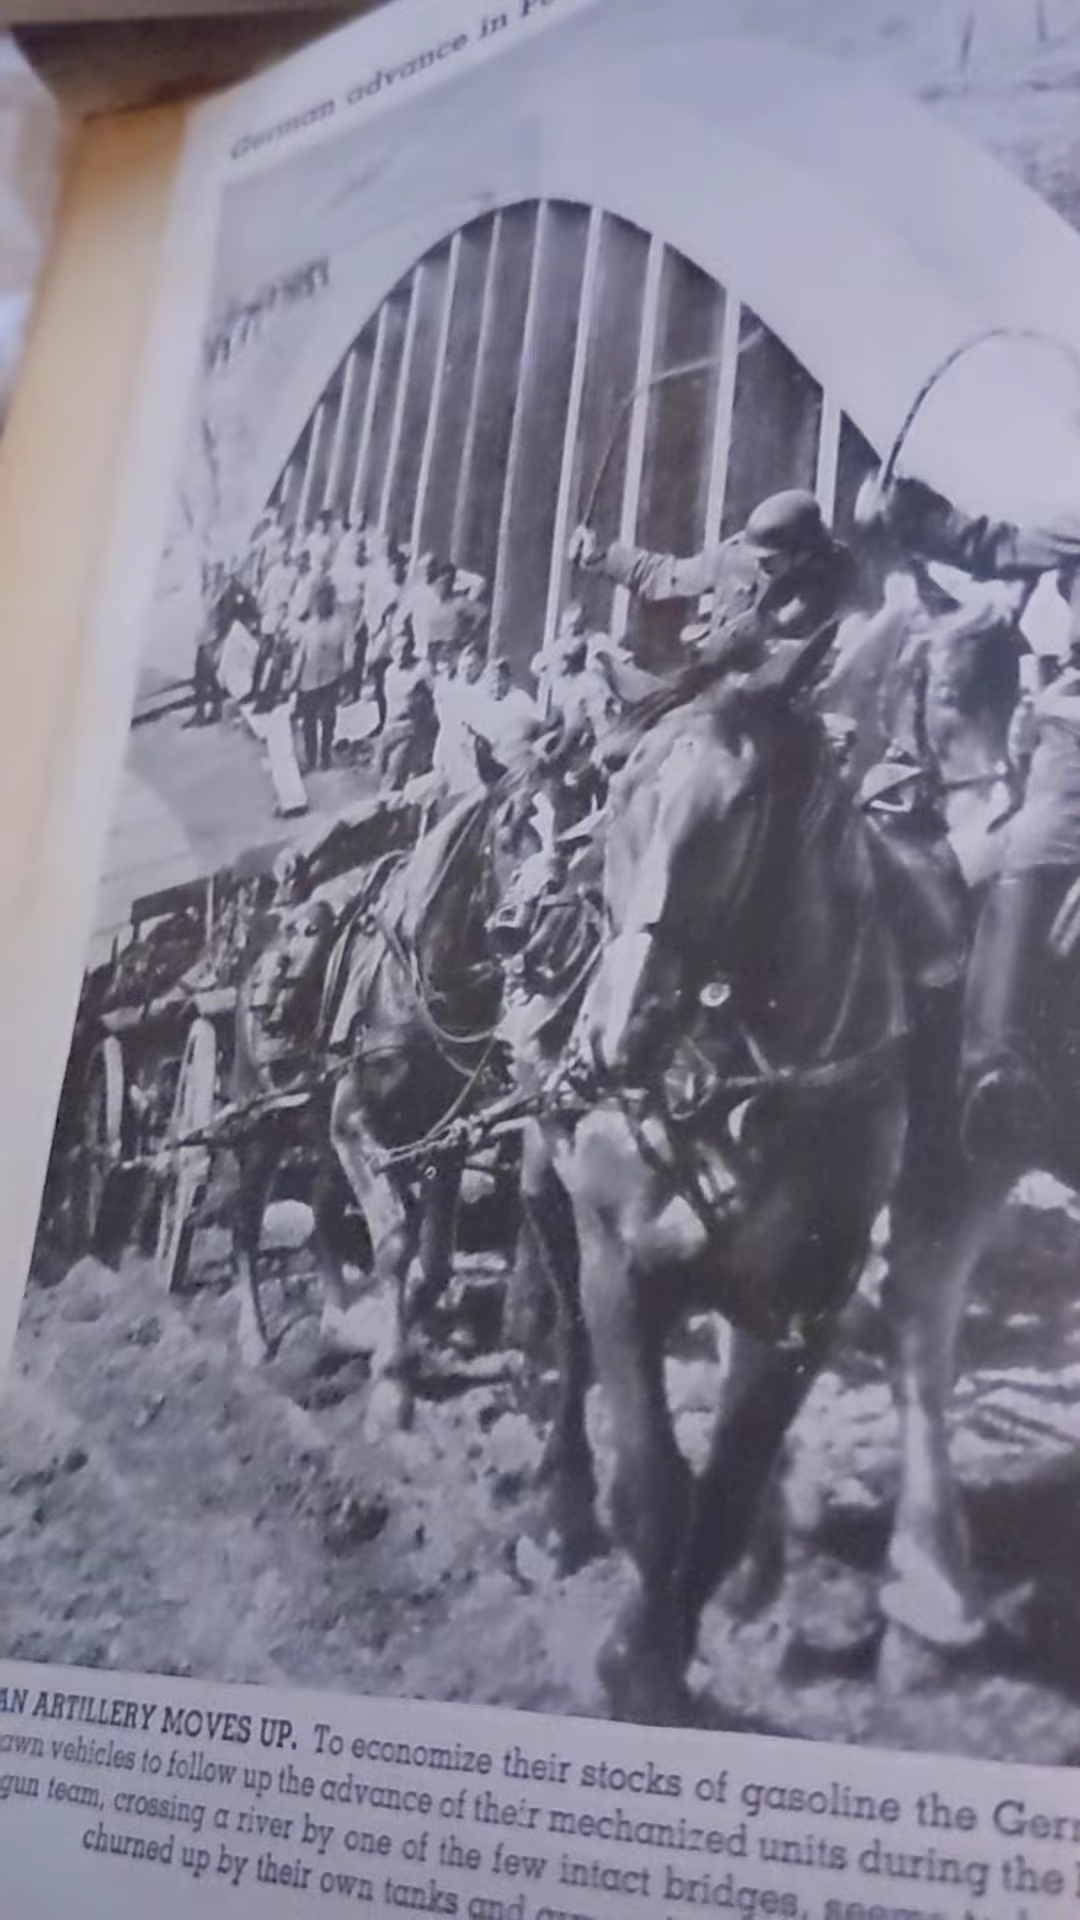 German advance in
AN ARTILLERY MOVES UP. To economize their stocks of gasoline the Ger
awn vehicles to follow up the advance of their mechanized units during the
gun team, crossing a river by one of the few intact bridges, seems
churned up by their own tanks and